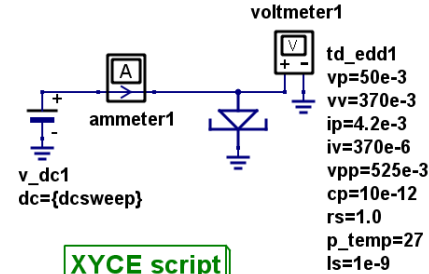 voltmeter1
V
+ -
A
+
-
ammeter1
v_dc1
dc={dcsweep}
td_edd1
vp=50e-3
vv=370e-3
ip=4.2e-3
iv=370e-6
vpp=525e-3
cp=10e-12
rs=1.0
p_temp=27
Is=1e-9
XYCE script